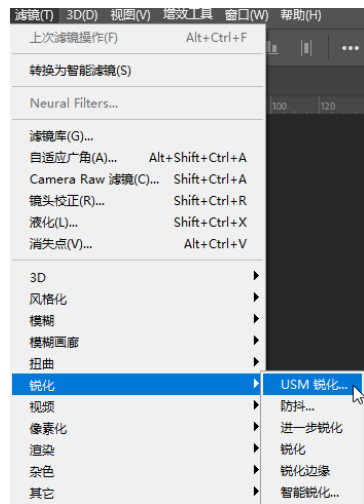 滤镜(T) 3D(D) 视图(V) 增效工具 窗口(W) 帮助(H)
上次滤镜操作(F) Alt+Ctrl+F
转换为智能滤镜(S)
Neural Filters...
100 120
滤镜库(G)...
自适应广角(A)... Alt+Shift+Ctrl+A
Camera Raw 滤镜(C)... Shift+Ctrl+A
镜头校正(R)... Shift+Ctrl+R
液化(L)... Shift+Ctrl+X
消失点(V)... Alt+Ctrl+V
3D
风格化
模糊
模糊画廊
扭曲
锐化 USM 锐化...
视频 防抖...
像素化 进一步锐化
渲染 锐化
杂色 锐化边缘
其它 智能锐化...